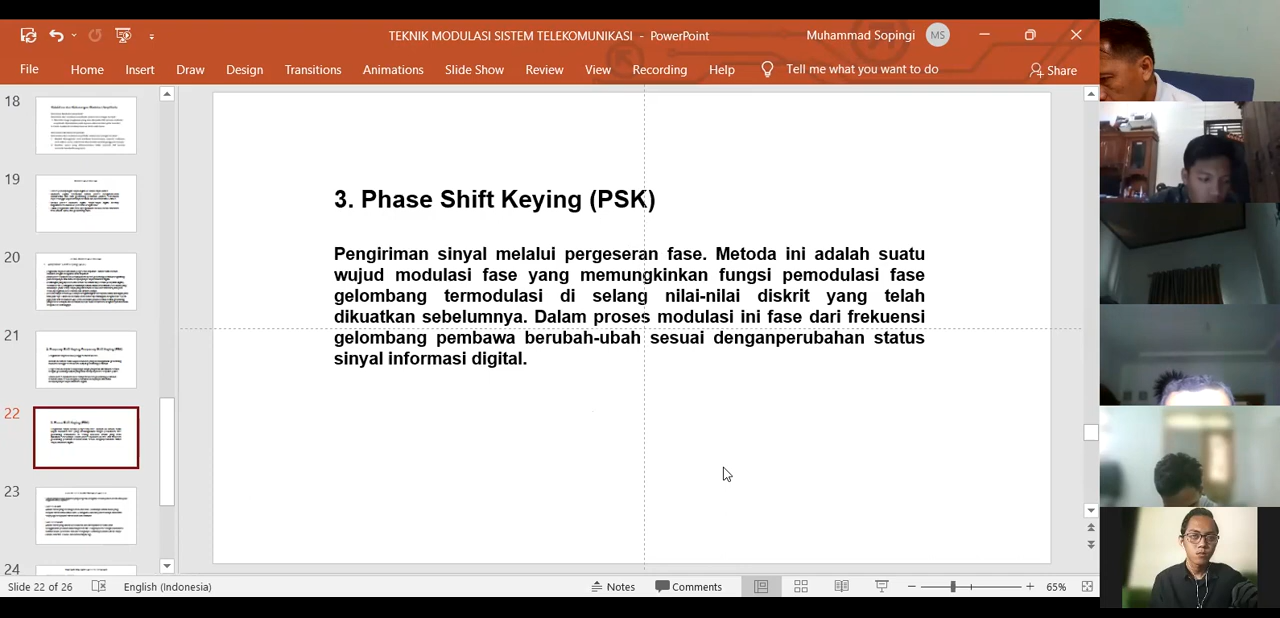 TEKNIK MODULASI SISTEM TELEKOMUNIKASI - PowerPoint
Muhammad Sopingi
MS
File Home Insert Draw Design Transitions Animations Slide Show Review View Recording Help Tell me what you want to do Share
18
19
20
21
22
23
24
3. Phase Shift Keying (PSK)
Pengiriman sinyal melalui pergeseran fase. Metoda ini adalah suatu
wujud modulasi fase yang memungkinkan fungsi pemodulasi fase
gelombang termodulasi di selang nilai-nilai diskrit yang telah
dikuatkan sebelumnya. Dalam proses modulasi ini fase dari frekuensi
gelombang pembawa berubah-ubah sesuai denganperubahan status
sinyal informasi digital.
Slide 22 of 26 English (Indonesia) Notes Comments 65%